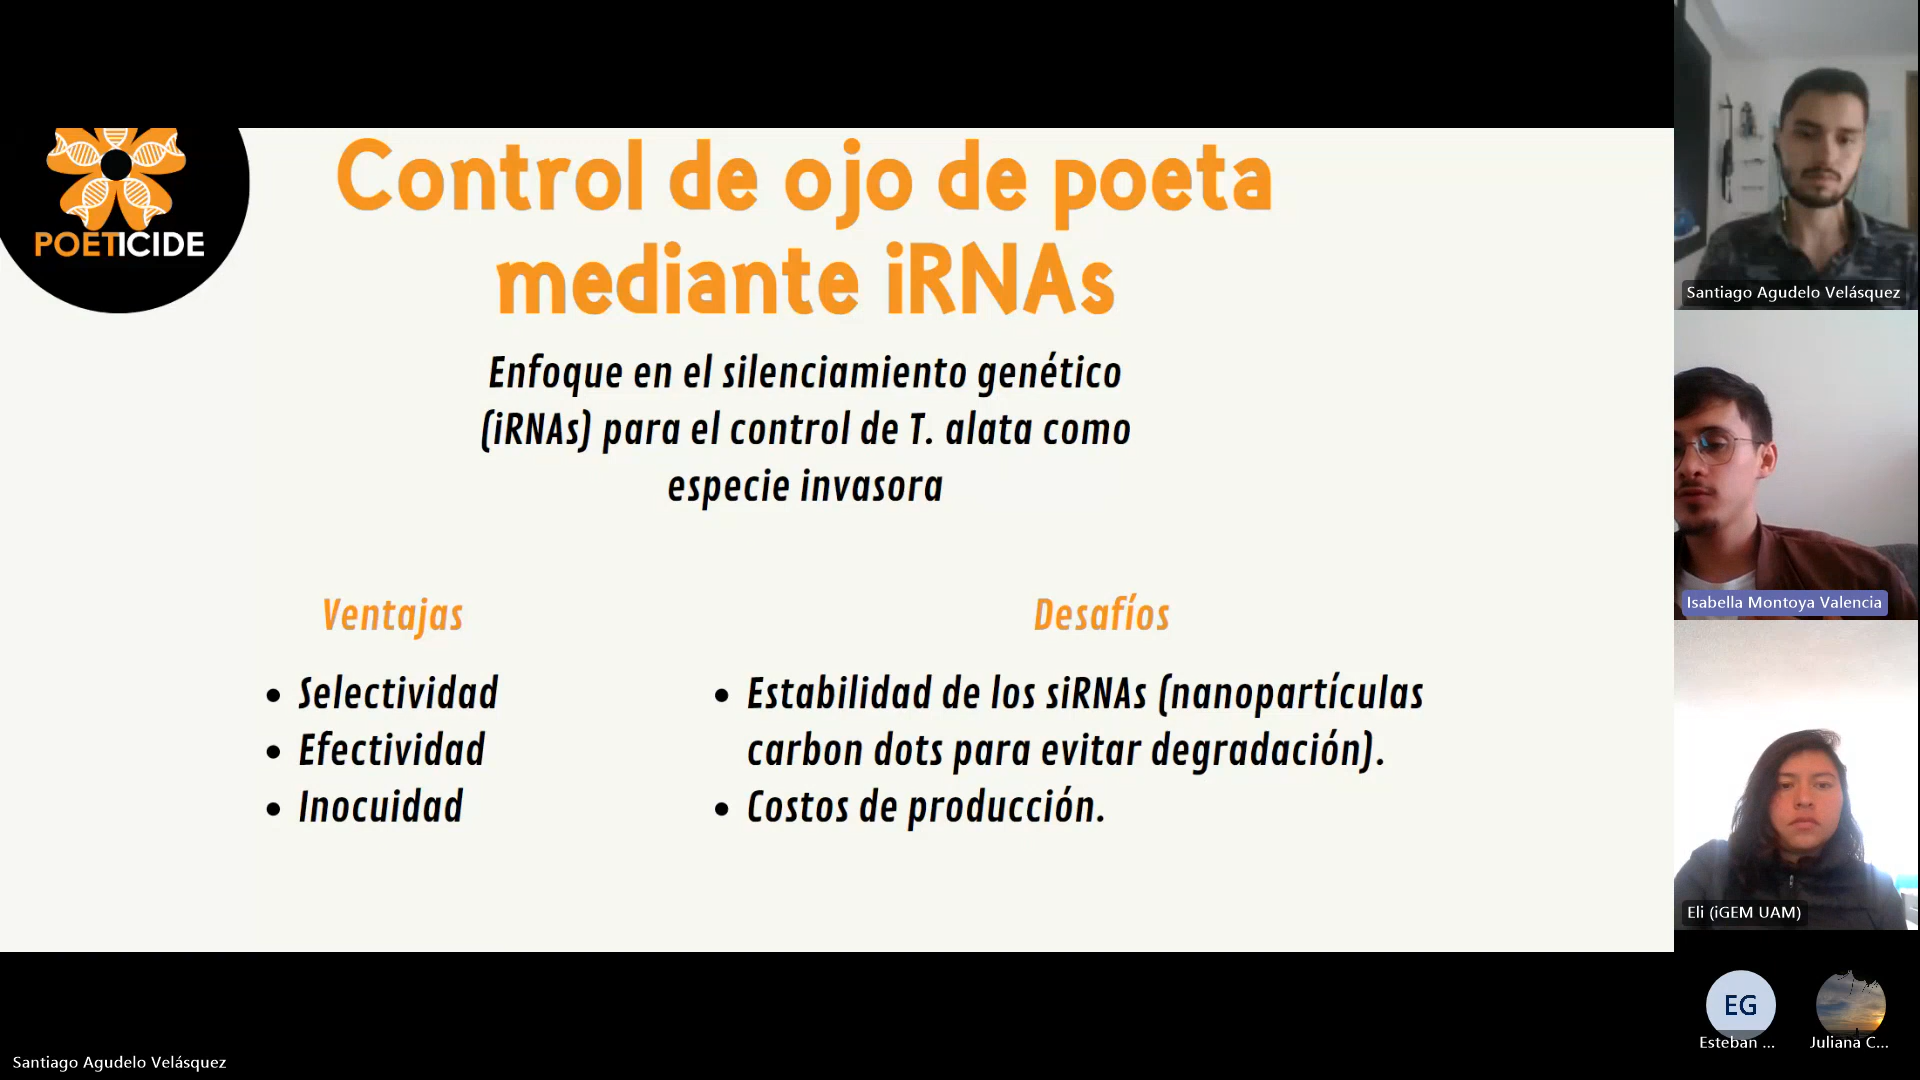 POETICIDE
Control de ojo de poeta
mediante iRNAs
Enfoque en el silenciamiento genético
(iRNAs) para el control de T. alata como
especie invasora
Ventajas
• Selectividad
• Efectividad
• Inocuidad
Desafíos
• Estabilidad de los siRNAs (nanopartículas
carbon dots para evitar degradación).
• Costos de producción.
Santiago Agudelo Velásquez
Isabella Montoya Valencia
Eli (iGEM UAM)
EG
Esteban ...
Juliana C...
Santiago Agudelo Velásquez